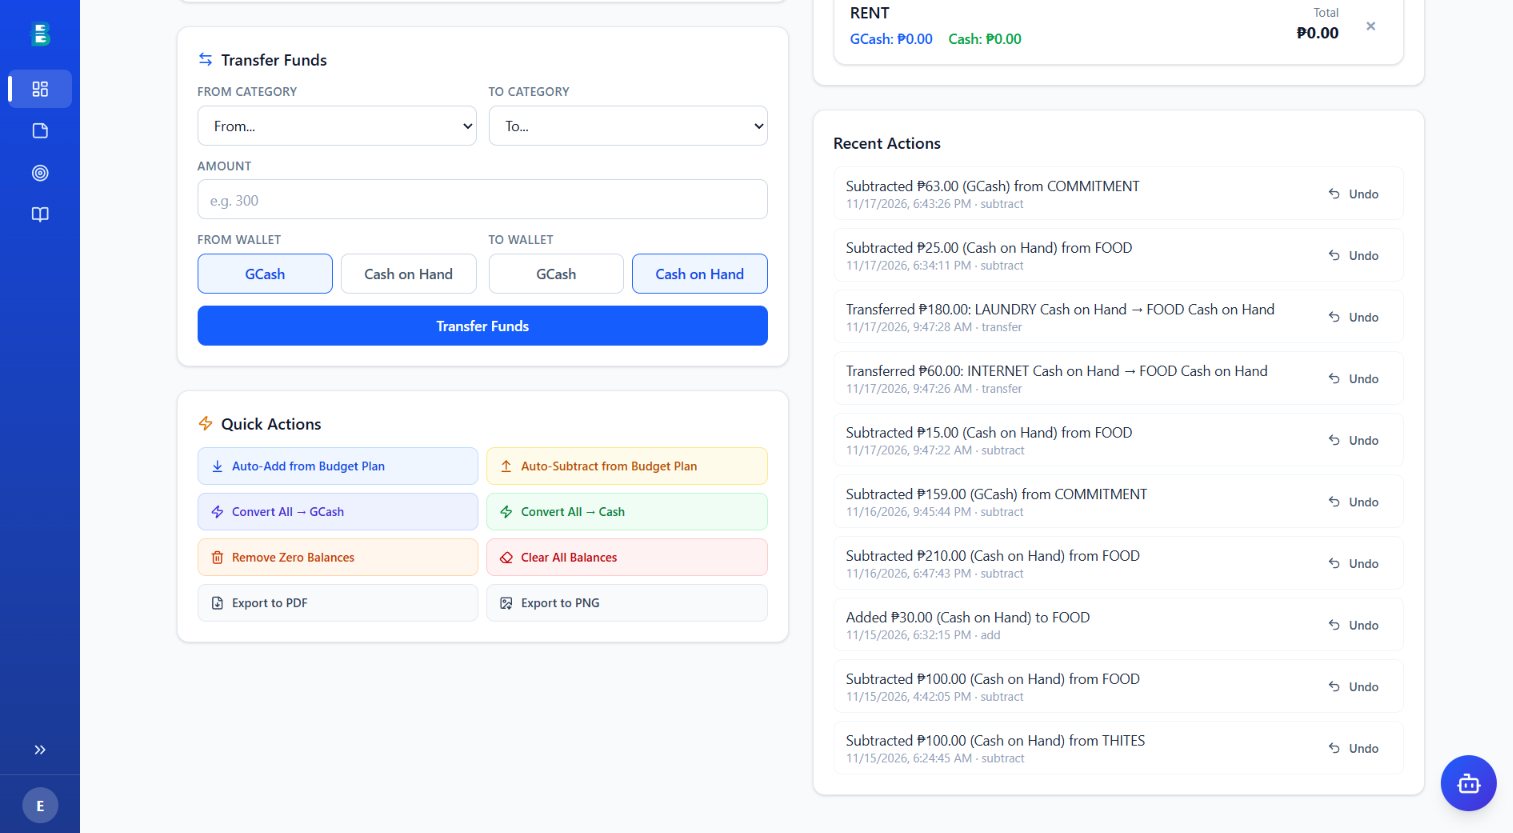 Transfer Funds
FROM CATEGORY
TO CATEGORY
From...
To...
AMOUNT
e.g. 300
FROM WALLET
TO WALLET
GCash
Cash on Hand
GCash
Cash on Hand
Transfer Funds
Quick Actions
Auto-Add from Budget Plan
Auto-Subtract from Budget Plan
Convert All → GCash
Convert All → Cash
Remove Zero Balances
Clear All Balances
Export to PDF
Export to PNG
RENT
GCash: ₱0.00 Cash: ₱0.00
Total
₱0.00
Recent Actions
Subtracted ₱63.00 (GCash) from COMMITMENT
11/17/2026, 6:43:26 PM · subtract
Undo
Subtracted ₱25.00 (Cash on Hand) from FOOD
11/17/2026, 6:34:11 PM · subtract
Undo
Transferred ₱180.00: LAUNDRY Cash on Hand → FOOD Cash on Hand
11/17/2026, 9:47:28 AM · transfer
Undo
Transferred ₱60.00: INTERNET Cash on Hand → FOOD Cash on Hand
11/17/2026, 9:47:26 AM · transfer
Undo
Subtracted ₱15.00 (Cash on Hand) from FOOD
11/17/2026, 9:47:22 AM · subtract
Undo
Subtracted ₱159.00 (GCash) from COMMITMENT
11/16/2026, 9:45:44 PM · subtract
Undo
Subtracted ₱210.00 (Cash on Hand) from FOOD
11/16/2026, 6:47:43 PM · subtract
Undo
Added ₱30.00 (Cash on Hand) to FOOD
11/15/2026, 6:32:15 PM · add
Undo
Subtracted ₱100.00 (Cash on Hand) from FOOD
11/15/2026, 4:42:05 PM · subtract
Undo
Subtracted ₱100.00 (Cash on Hand) from THITES
11/15/2026, 6:24:45 AM · subtract
Undo
E